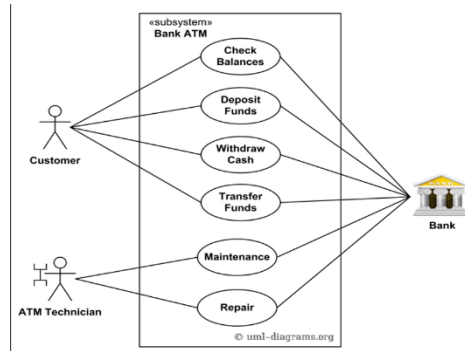 «subsystem»
Bank ATM
Check
Balances
Deposit
Funds
Customer
Withdraw
Cash
Transfer
Funds
Bank
Maintenance
ATM Technician
Repair
© uml-diagrams.org